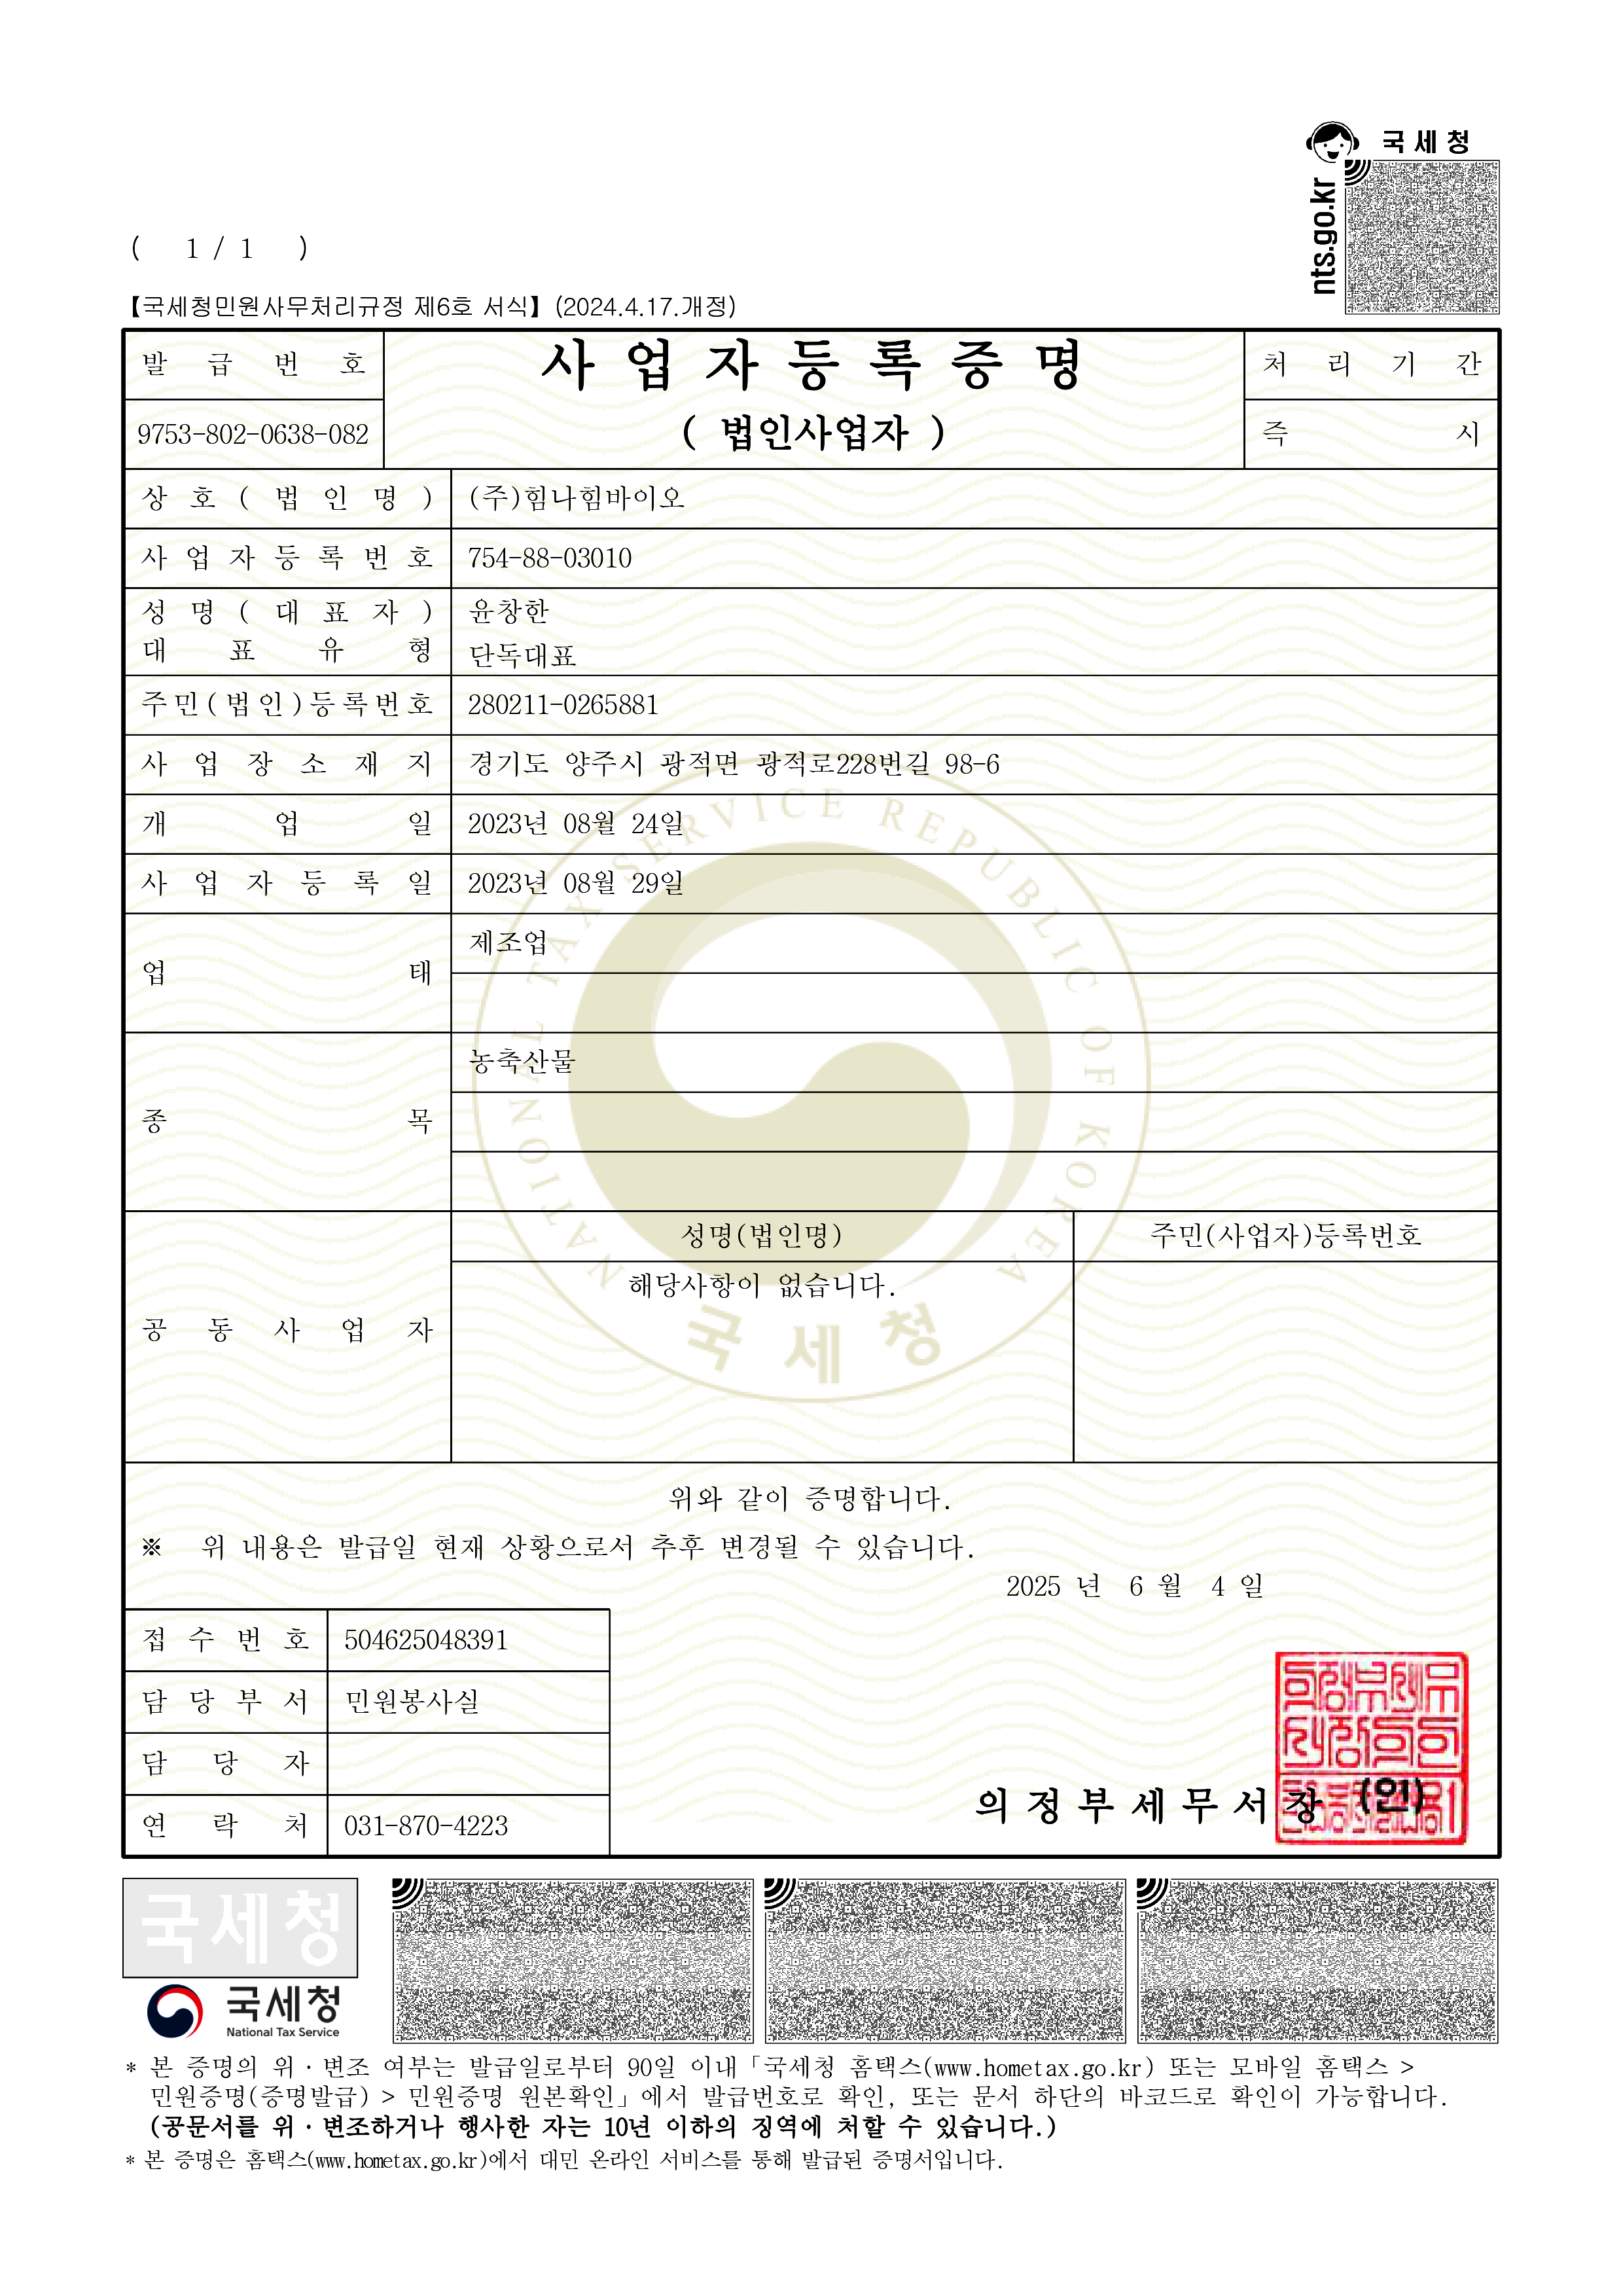 국세청
nts.go.kr
( 1 / 1 )
【국세청민원사무처리규정 제6호 서식】(2024.4.17.개정)
발 급 번 호
사 업 자 등 록 증 명
처 리 기 간
9753-802-0638-082
( 법인사업자 )
즉 시
상 호 ( 법 인 명 ) (주)힘나힘바이오
사 업 자 등 록 번 호 754-88-03010
성 명 ( 대 표 자 ) 윤창한
대 표 유 형 단독대표
주민(법인)등록번호 280211-0265881
사 업 장 소 재 지 경기도 양주시 광적면 광적로228번길 98-6
개 업 일 2023년 08월 24일
사 업 자 등 록 일 2023년 08월 29일
업 태 제조업
종 목 농축산물
NATIONAL TAX SERVICE REPUBLIC OF KOREA
국세청
공 동 사 업 자
성명(법인명) 주민(사업자)등록번호
해당사항이 없습니다.
위와 같이 증명합니다.
※ 위 내용은 발급일 현재 상황으로서 추후 변경될 수 있습니다.
2025 년 6 월 4 일
접 수 번 호 504625048391
담 당 부 서 민원봉사실
담 당 자
연 락 처 031-870-4223
의 정 부 세 무 서 장 (인)
국세청
국세청
National Tax Service
* 본 증명의 위·변조 여부는 발급일로부터 90일 이내「국세청 홈택스(www.hometax.go.kr) 또는 모바일 홈택스 >
민원증명(증명발급) > 민원증명 원본확인」에서 발급번호로 확인, 또는 문서 하단의 바코드로 확인이 가능합니다.
(공문서를 위·변조하거나 행사한 자는 10년 이하의 징역에 처할 수 있습니다.)
* 본 증명은 홈택스(www.hometax.go.kr)에서 대민 온라인 서비스를 통해 발급된 증명서입니다.